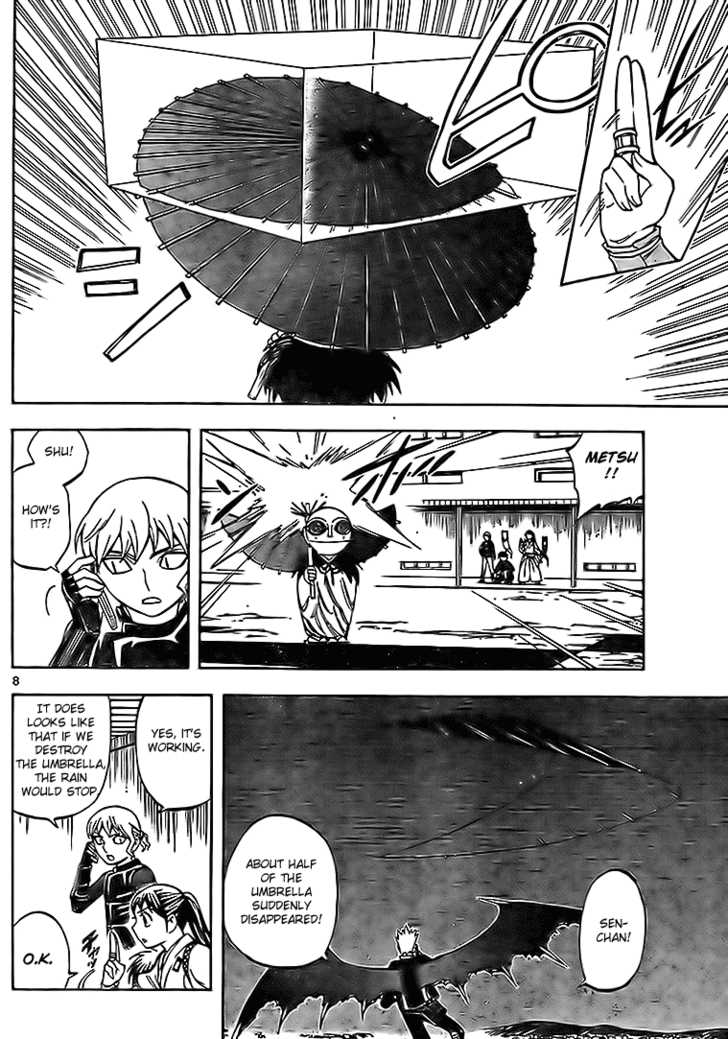 METSU
!!
SHU!
HOW'S
IT?!
8
SEN-
CHAN!
ABOUT HALF
OF THE
UMBRELLA
SUDDENLY
DISAPPEARED!
YES, IT'S
WORKING.
IT DOES
LOOKS LIKE
THAT IF WE
DESTROY
THE UMBRELLA,
THE RAIN
WOULD STOP
O.K.